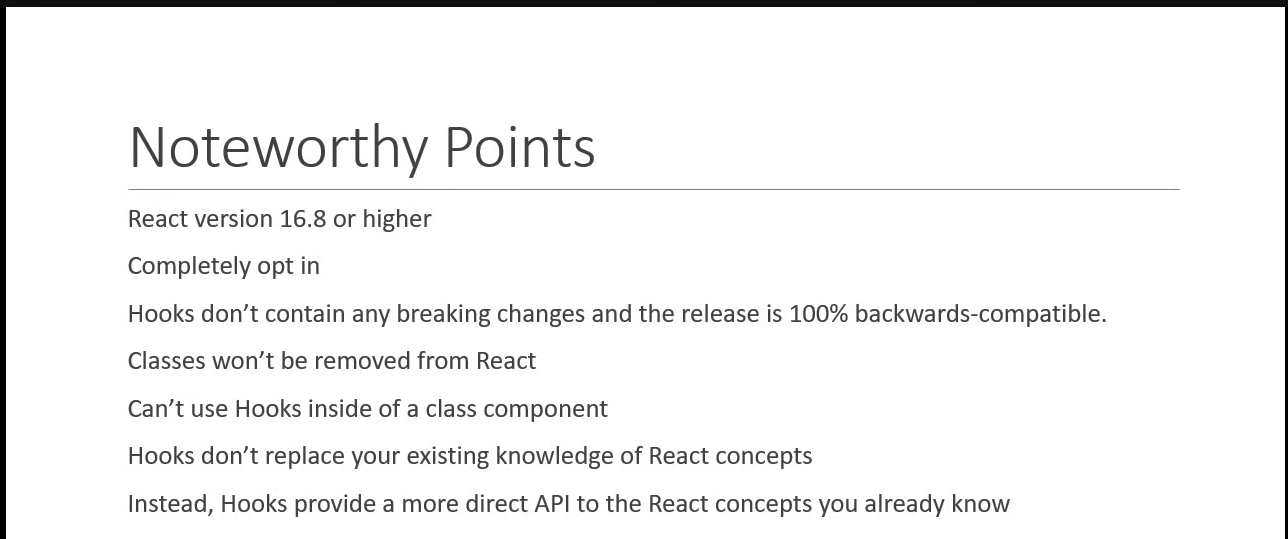 Noteworthy Points
React version 16.8 or higher
Completely opt in
Hooks don’t contain any breaking changes and the release is 100% backwards-compatible.
Classes won’t be removed from React
Can’t use Hooks inside of a class component
Hooks don’t replace your existing knowledge of React concepts
Instead, Hooks provide a more direct API to the React concepts you already know